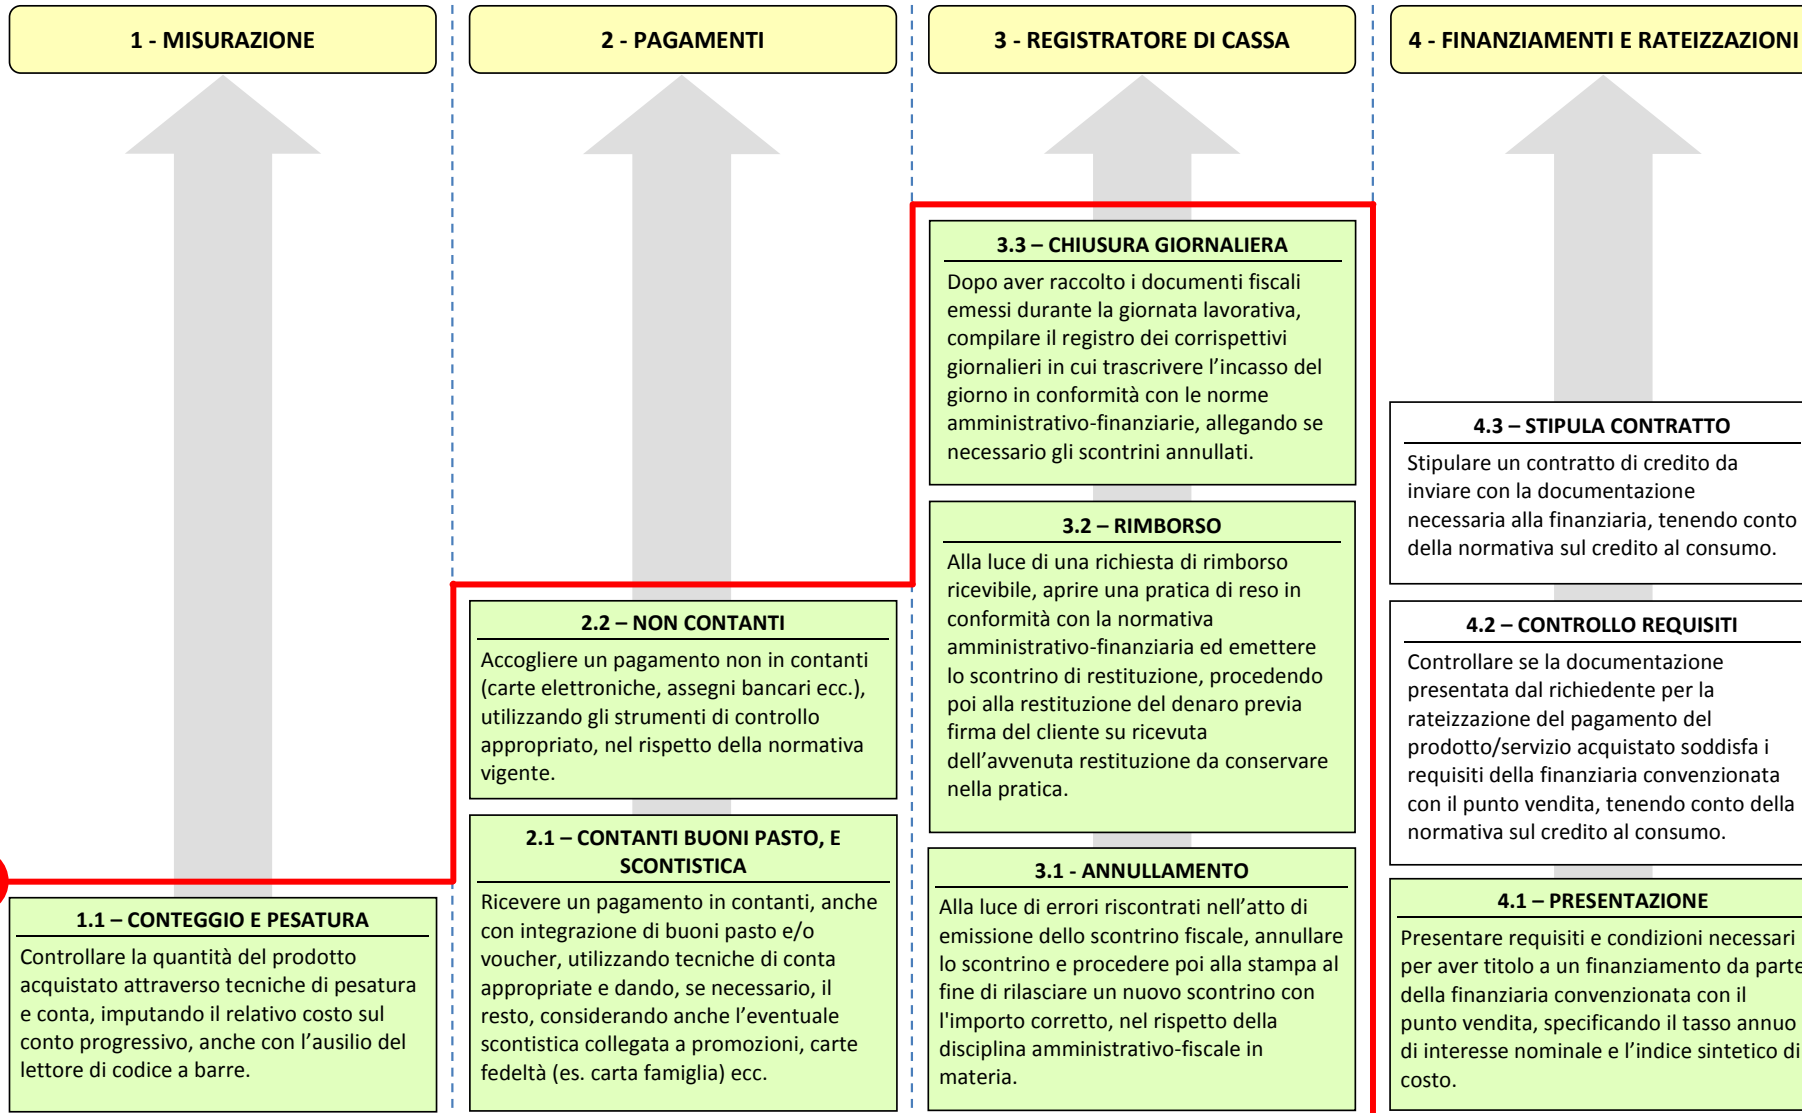 1 - MISURAZIONE
2 - PAGAMENTI
3 - REGISTRATORE DI CASSA
4 - FINANZIAMENTI E RATEIZZAZIONI
1.1 – CONTEGGIO E PESATURA
Controllare la quantità del prodotto
acquistato attraverso tecniche di pesatura
e conta, imputando il relativo costo sul
conto progressivo, anche con l’ausilio del
lettore di codice a barre.
2.2 – NON CONTANTI
Accogliere un pagamento non in contanti
(carte elettroniche, assegni bancari ecc.),
utilizzando gli strumenti di controllo
appropriato, nel rispetto della normativa
vigente.
2.1 – CONTANTI BUONI PASTO, E
SCONTISTICA
Ricevere un pagamento in contanti, anche
con integrazione di buoni pasto e/o
voucher, utilizzando tecniche di conta
appropriate e dando, se necessario, il
resto, considerando anche l’eventuale
scontistica collegata a promozioni, carte
fedeltà (es. carta famiglia) ecc.
3.3 – CHIUSURA GIORNALIERA
Dopo aver raccolto i documenti fiscali
emessi durante la giornata lavorativa,
compilare il registro dei corrispettivi
giornalieri in cui trascrivere l’incasso del
giorno in conformità con le norme
amministrativo-finanziarie, allegando se
necessario gli scontrini annullati.
3.2 – RIMBORSO
Alla luce di una richiesta di rimborso
ricevibile, aprire una pratica di reso in
conformità con la normativa
amministrativo-finanziaria ed emettere
lo scontrino di restituzione, procedendo
poi alla restituzione del denaro previa
firma del cliente su ricevuta
dell’avvenuta restituzione da conservare
nella pratica.
3.1 - ANNULLAMENTO
Alla luce di errori riscontrati nell’atto di
emissione dello scontrino fiscale, annullare
lo scontrino e procedere poi alla stampa al
fine di rilasciare un nuovo scontrino con
l'importo corretto, nel rispetto della
disciplina amministrativo-fiscale in
materia.
4.3 – STIPULA CONTRATTO
Stipulare un contratto di credito da
inviare con la documentazione
necessaria alla finanziaria, tenendo conto
della normativa sul credito al consumo.
4.2 – CONTROLLO REQUISITI
Controllare se la documentazione
presentata dal richiedente per la
rateizzazione del pagamento del
prodotto/servizio acquistato soddisfa i
requisiti della finanziaria convenzionata
con il punto vendita, tenendo conto della
normativa sul credito al consumo.
4.1 – PRESENTAZIONE
Presentare requisiti e condizioni necessari
per aver titolo a un finanziamento da parte
della finanziaria convenzionata con il
punto vendita, specificando il tasso annuo
di interesse nominale e l’indice sintetico di
costo.